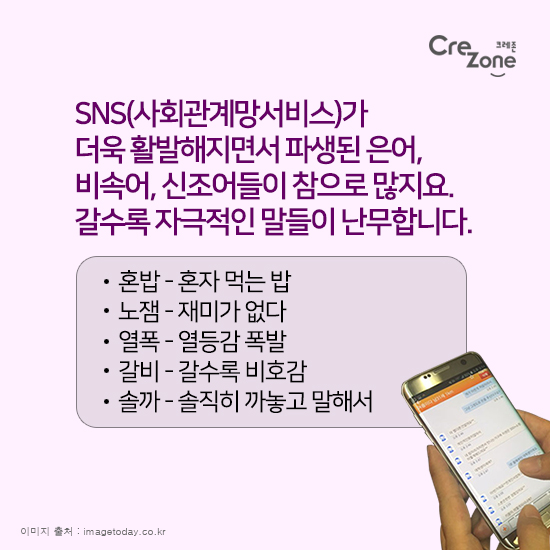 Cre 크레존
Zone
SNS(사회관계망서비스)가
더욱 활발해지면서 파생된 은어,
비속어, 신조어들이 참으로 많지요.
갈수록 자극적인 말들이 난무합니다.
• 혼밥 - 혼자 먹는 밥
• 노잼 - 재미가 없다
• 열폭 - 열등감 폭발
• 갈비 - 갈수록 비호감
• 솔까 - 솔직히 까놓고 말해서
이미지 출처 : imagetoday.co.kr